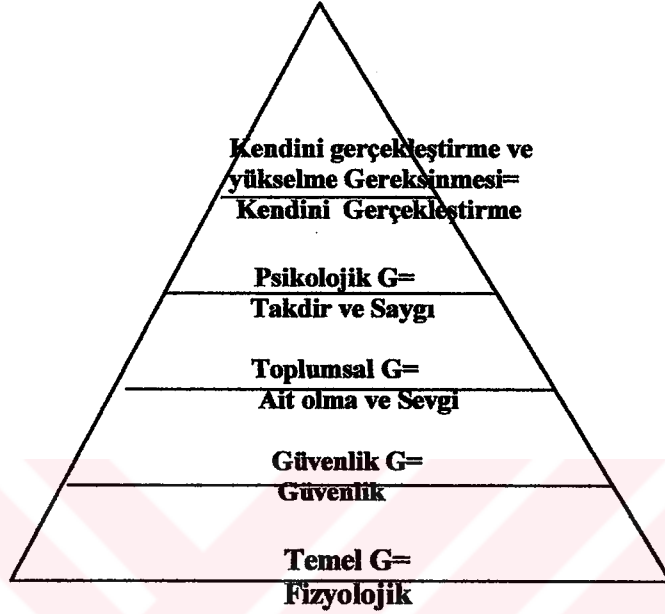 Kendini gerçekleştirme ve
yükselme Gereksinmesi=
Kendini Gerçekleştirme
Psikolojik G=
Takdir ve Saygı
Toplumsal G=
Ait olma ve Sevgi
Güvenlik G=
Güvenlik
Temel G=
Fizyolojik